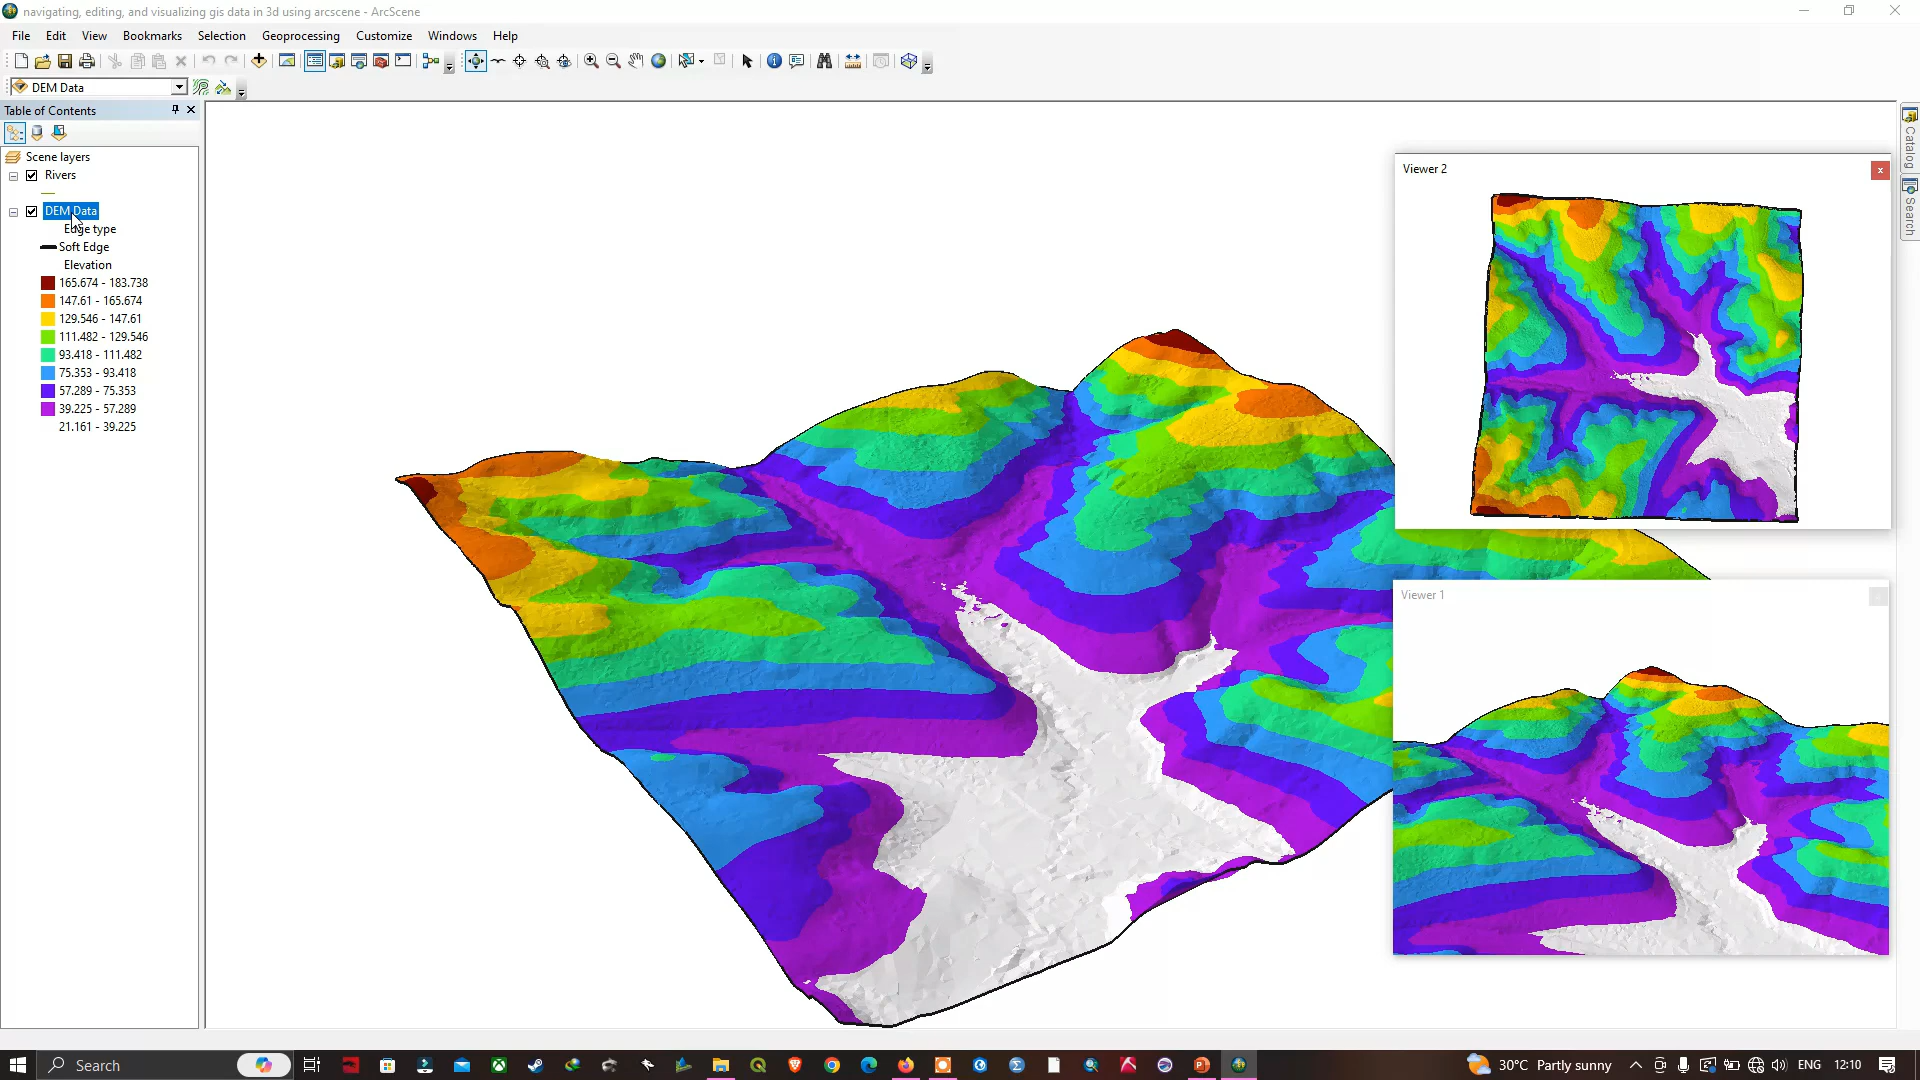 navigating, editing, and visualizing gis data in 3d using arcscene - ArcScene
File Edit View Bookmarks Selection Geoprocessing Customize Windows Help
DEM Data
Table of Contents
Scene layers
Rivers
DEM Data
Edge type
Soft Edge
Elevation
165.674 - 183.738
147.61 - 165.674
129.546 - 147.61
111.482 - 129.546
93.418 - 111.482
75.353 - 93.418
57.289 - 75.353
39.225 - 57.289
21.161 - 39.225
Viewer 2
Viewer 1
Catalog
Search
Search
30°C Partly sunny
ENG
12:10